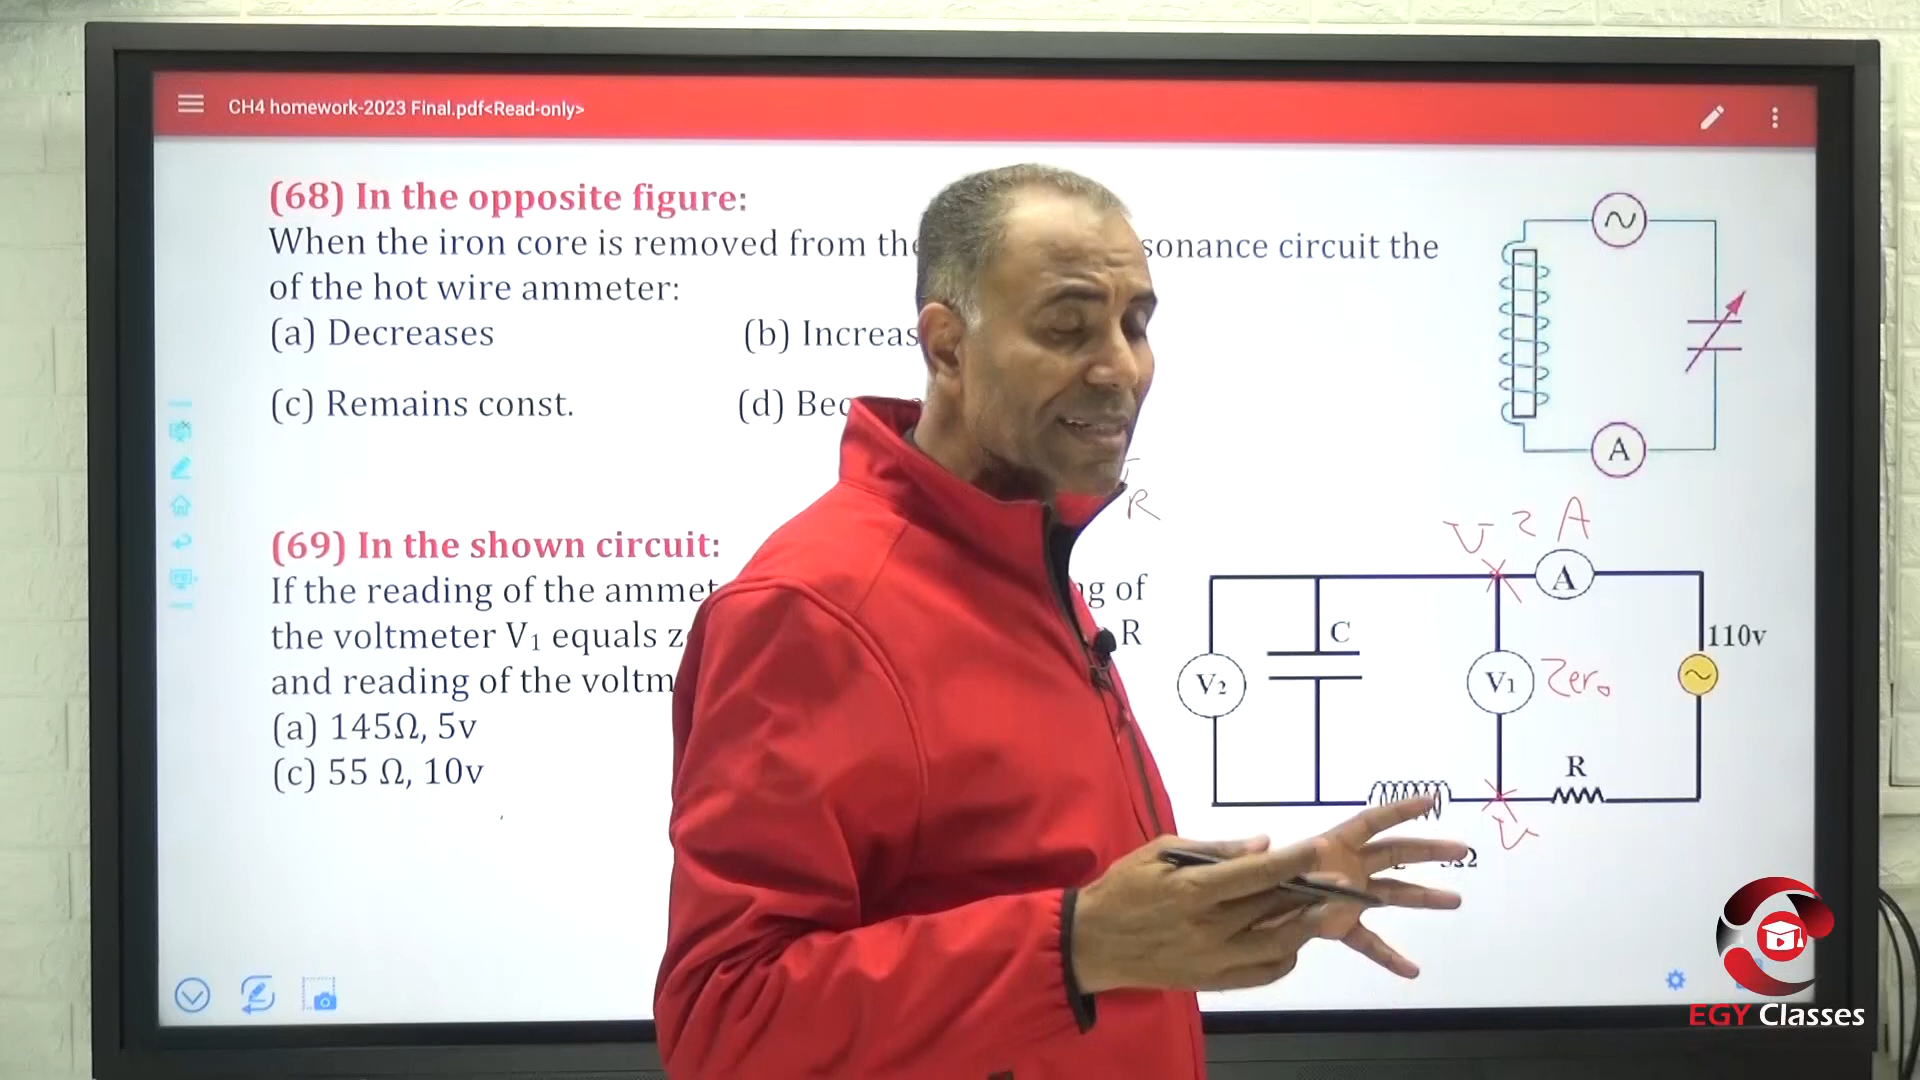 CH4 homework-2023 Final.pdf<Read-only>
(68) In the opposite figure:
When the iron core is removed from the sonance circuit the
of the hot wire ammeter:
(a) Decreases (b) Increas
(c) Remains const. (d) Bec
A
R
V 2 A
(69) In the shown circuit:
If the reading of the ammet g of
the voltmeter V₁ equals z R
and reading of the voltm
(a) 145Ω, 5v
(c) 55 Ω, 10v
A
C
110v
V₂
V₁
Zero
R
V
EGY Classes